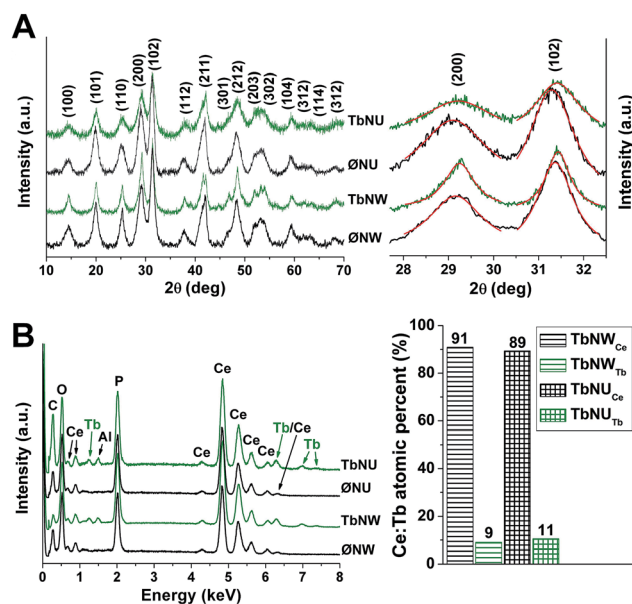 A
Intensity (a.u.)
(100)
(101)
(110)
(200)
(102)
(112)
(211)
(301)
(212)
(203)
(302)
(104)
(312)
(114)
(312)
TbNU
ØNU
TbNW
ØNW
10 20 30 40 50 60 70
2θ (deg)
Intensity (a.u.)
(200)
(102)
28 29 30 31 32
2θ (deg)
B
Intensity (a.u.)
C
O
Ce
Tb
Al
P
Ce
Ce
Ce
Ce
Ce
Tb/Ce
Tb
TbNU
ØNU
TbNW
ØNW
0 1 2 3 4 5 6 7 8
Energy (keV)
Ce:Tb atomic percent (%)
100
80
60
40
20
0
91
9
89
11
TbNW_Ce
TbNW_Tb
TbNU_Ce
TbNU_Tb